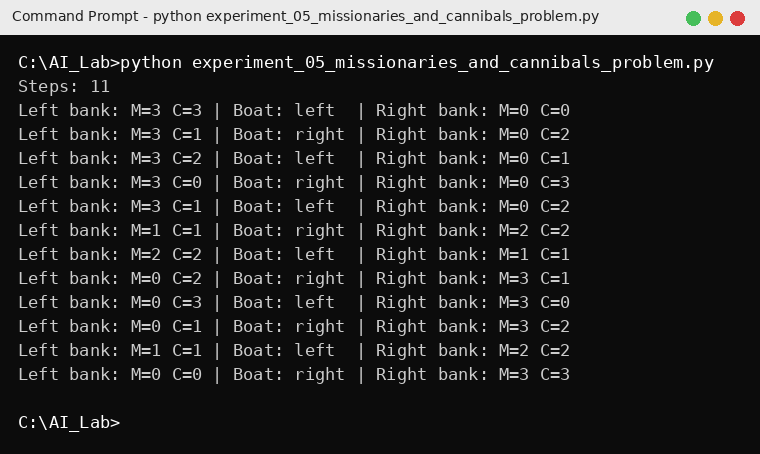 Command Prompt - python experiment_05_missionaries_and_cannibals_problem.py
C:\AI_Lab>python experiment_05_missionaries_and_cannibals_problem.py
Steps: 11
Left bank: M=3 C=3 | Boat: left  | Right bank: M=0 C=0
Left bank: M=3 C=1 | Boat: right | Right bank: M=0 C=2
Left bank: M=3 C=2 | Boat: left  | Right bank: M=0 C=1
Left bank: M=3 C=0 | Boat: right | Right bank: M=0 C=3
Left bank: M=3 C=1 | Boat: left  | Right bank: M=0 C=2
Left bank: M=1 C=1 | Boat: right | Right bank: M=2 C=2
Left bank: M=2 C=2 | Boat: left  | Right bank: M=1 C=1
Left bank: M=0 C=2 | Boat: right | Right bank: M=3 C=1
Left bank: M=0 C=3 | Boat: left  | Right bank: M=3 C=0
Left bank: M=0 C=1 | Boat: right | Right bank: M=3 C=2
Left bank: M=1 C=1 | Boat: left  | Right bank: M=2 C=2
Left bank: M=0 C=0 | Boat: right | Right bank: M=3 C=3
C:\AI_Lab>